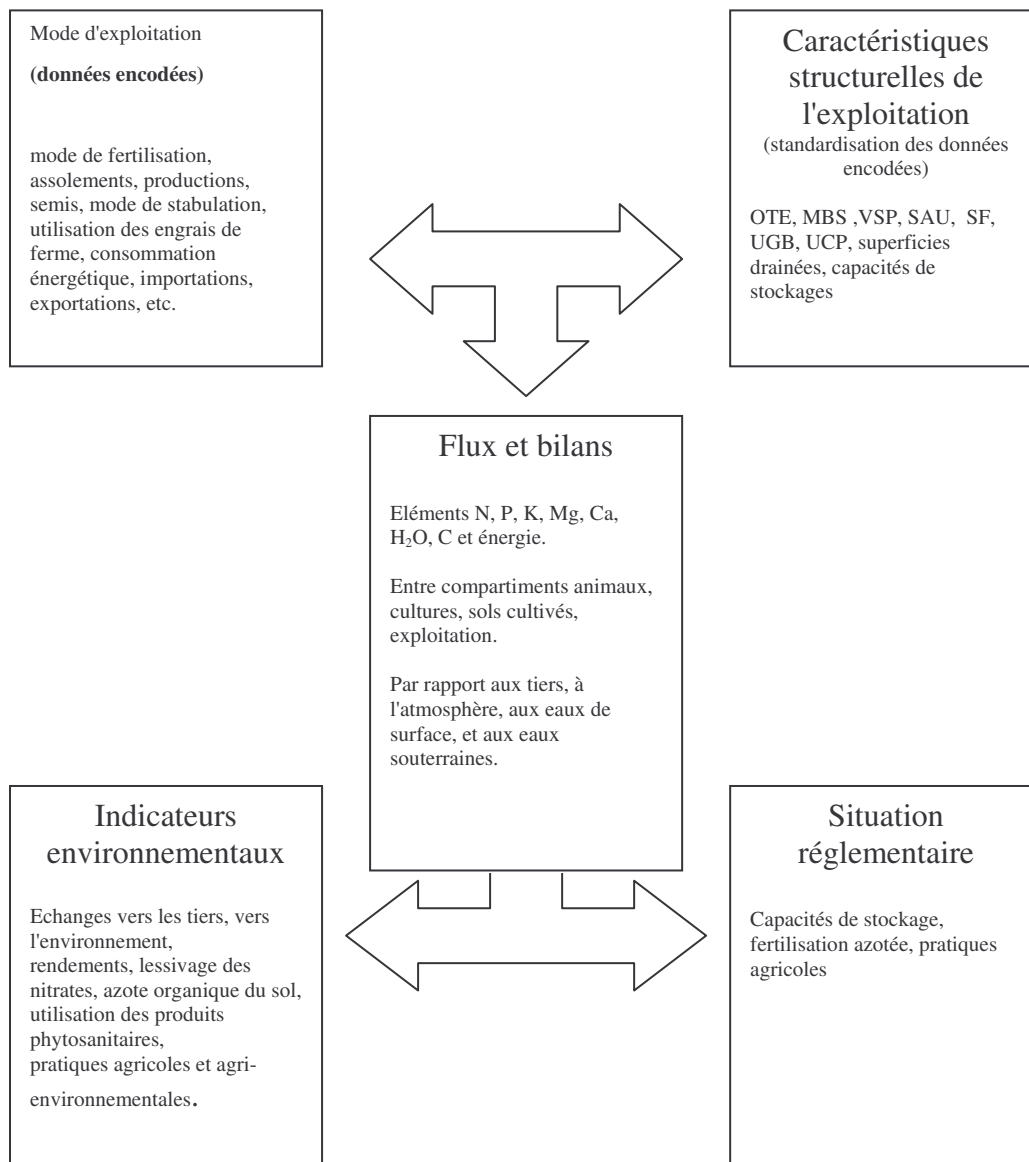 Mode d'exploitation
(données encodées)
mode de fertilisation,
assolements, productions,
semis, mode de stabulation,
utilisation des engrais de
ferme, consommation
énergétique, importations,
exportations, etc.
Caractéristiques
structurelles de
l'exploitation
(standardisation des données
encodées)
OTE, MBS ,VSP, SAU, SF,
UGB, UCP, superficies
drainées, capacités de
stockages
Flux et bilans
Eléments N, P, K, Mg, Ca,
H₂O, C et énergie.
Entre compartiments animaux,
cultures, sols cultivés,
exploitation.
Par rapport aux tiers, à
l'atmosphère, aux eaux de
surface, et aux eaux
souterraines.
Indicateurs
environnementaux
Echanges vers les tiers, vers
l'environnement,
rendements, lessivage des
nitrates, azote organique du sol,
utilisation des produits
phytosanitaires,
pratiques agricoles et agri-
environnementales.
Situation
réglementaire
Capacités de stockage,
fertilisation azotée, pratiques
agricoles